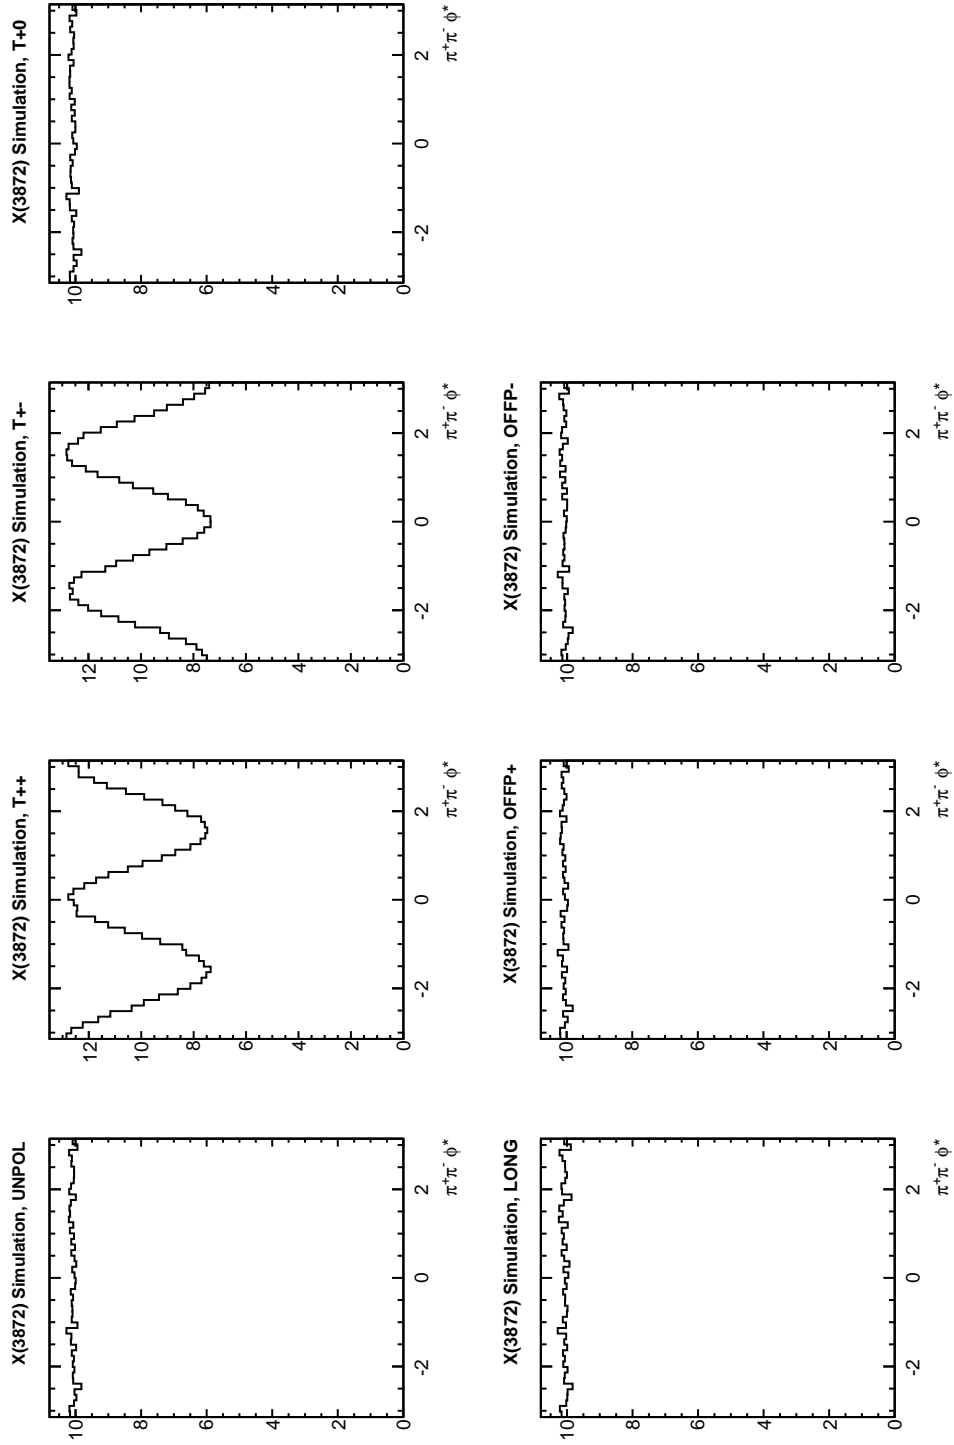 X(3872) Simulation, UNPOL
10
8
6
4
2
0
-2 0 2
π⁺π⁻ ϕ*
X(3872) Simulation, T++
12
10
8
6
4
2
0
-2 0 2
π⁺π⁻ ϕ*
X(3872) Simulation, T+-
12
10
8
6
4
2
0
-2 0 2
π⁺π⁻ ϕ*
X(3872) Simulation, T+0
10
8
6
4
2
0
-2 0 2
π⁺π⁻ ϕ*
X(3872) Simulation, LONG
10
8
6
4
2
0
-2 0 2
π⁺π⁻ ϕ*
X(3872) Simulation, OFFP+
10
8
6
4
2
0
-2 0 2
π⁺π⁻ ϕ*
X(3872) Simulation, OFFP-
10
8
6
4
2
0
-2 0 2
π⁺π⁻ ϕ*